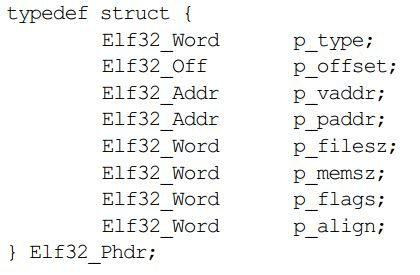 typedef struct {
        Elf32_Word      p_type;
        Elf32_Off       p_offset;
        Elf32_Addr      p_vaddr;
        Elf32_Addr      p_paddr;
        Elf32_Word      p_filesz;
        Elf32_Word      p_memsz;
        Elf32_Word      p_flags;
        Elf32_Word      p_align;
} Elf32_Phdr;